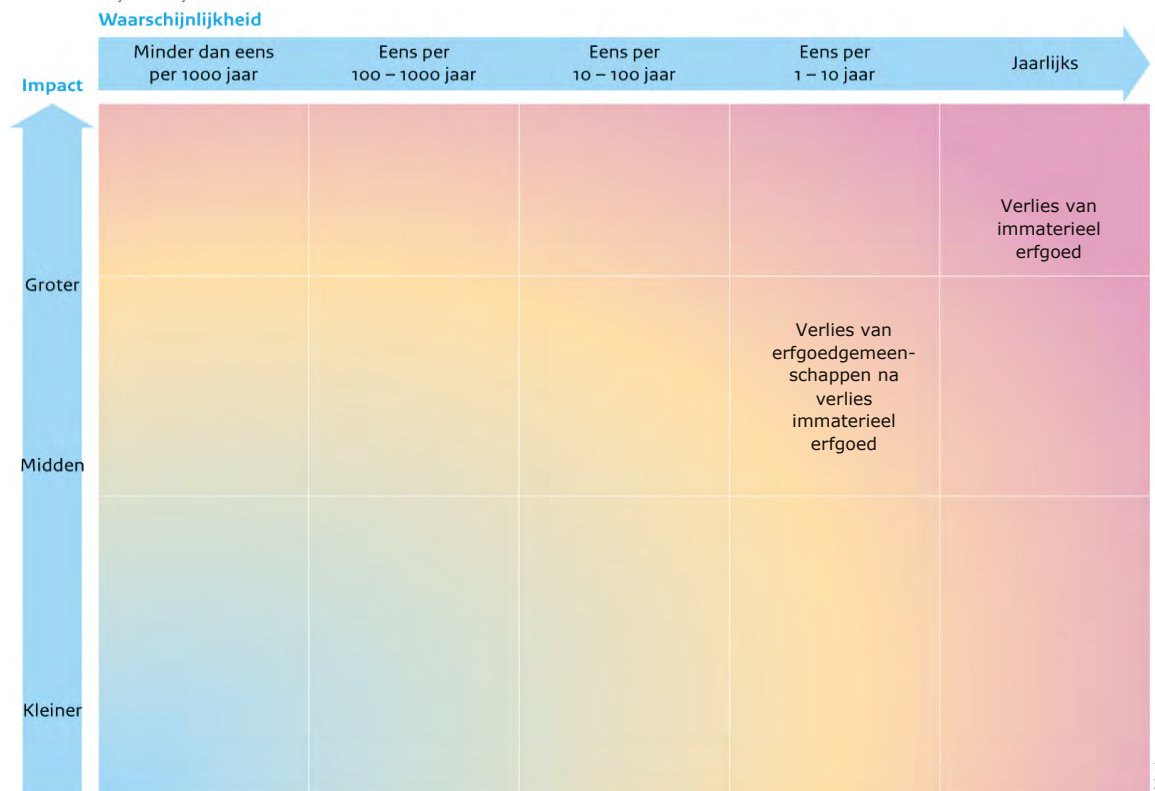 Waarschijnlijkheid
Minder dan eens
per 1000 jaar
Eens per
100 – 1000 jaar
Eens per
10 – 100 jaar
Eens per
1 – 10 jaar
Jaarlijks
Impact
Verlies van
immaterieel
erfgoed
Groter
Verlies van
erfgoedgemeen-
schappen na
verlies
immaterieel
erfgoed
Midden
Kleiner